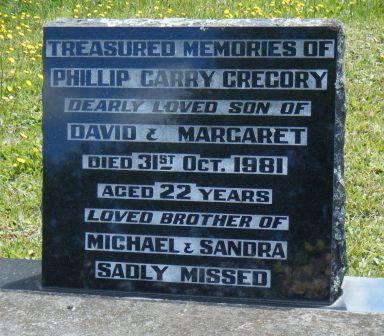 TREASURED MEMORIES OF
PHILLIP GARRY GREGORY
DEARLY LOVED SON OF
DAVID & MARGARET
DIED 31ST OCT. 1981
AGED 22 YEARS
LOVED BROTHER OF
MICHAEL & SANDRA
SADLY MISSED